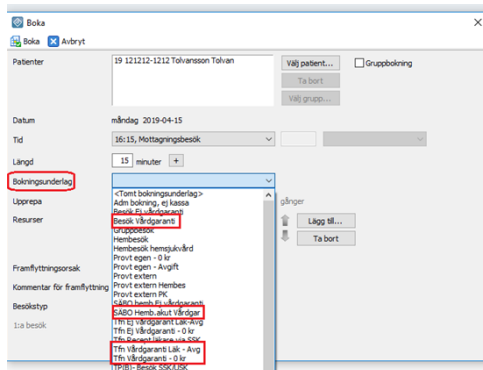 Boka
Boka Avbryt
Patienter
19 121212-1212 Tolvansson Tolvan
Välj patient...
Gruppbokning
Ta bort
Välj grupp...
Datum
måndag 2019-04-15
Tid
16:15, Mottagningsbesök
Längd
15 minuter +
Bokningsunderlag
Upprepa
gånger
Resurser
Lägg till...
Ta bort
Framflyttningsorsak
Kommentar för framflyttning
Besökstyp
1:a besök
<Tomt bokningsunderlag>
Adm bokning, ej kassa
Besök Ej vårdgaranti
Besök Vårdgaranti
Gruppbesök
Hembesök
Hembesök hemsjukvård
Provt egen - 0 kr
Provt egen - Avgift
Provt extern
Provt extern Hembes
Provt extern PK
SÄBO hemb Ej vårdgaranti
SÄBO Hemb.akut Vårdgar
Tfn Ej vårdgarant Läk-Avg
Tfn Ej Vårdgaranti - 0 kr
Tfn Recept läkare via SSK
Tfn Vårdgaranti Läk - Avg
Tfn Vårdgaranti - 0 kr
TP(B)- Besök SSK/USK